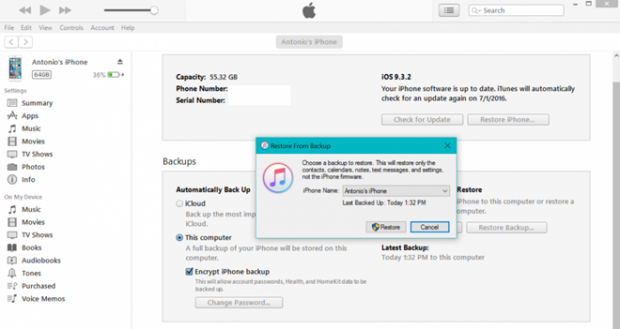 Search
File Edit View Controls Account Help
Antonio's iPhone
Antonio's iPhone
64GB
36%
Settings
Summary
Apps
Music
Movies
TV Shows
Photos
Info
On My Device
Music
Movies
TV Shows
Books
Audiobooks
Tones
Purchased
Voice Memos
Capacity: 55.32 GB
Phone Number:
Serial Number:
iOS 9.3.2
Your iPhone software is up to date. iTunes will automatically
check for an update again on 7/1/2016.
Check for Update
Restore iPhone...
Backups
Automatically Back Up
iCloud
Back up the most imp
of iCloud
This computer
A full backup of your iPhone will be stored on this
computer.
Encrypt iPhone backup
This will allow account passwords, Health, and HomeKit data to be
backed up.
Change Password...
Restore
iPhone to this computer or restore a
computer.
Restore Backup...
Latest Backup:
Today 1:32 PM to this computer
Restore From Backup
Choose a backup to restore. This will restore only the
contacts, calendars, notes, text messages, and settings,
not the iPhone firmware.
iPhone Name: Antonio's iPhone
Last Backed Up: Today 1:32 PM
Restore
Cancel